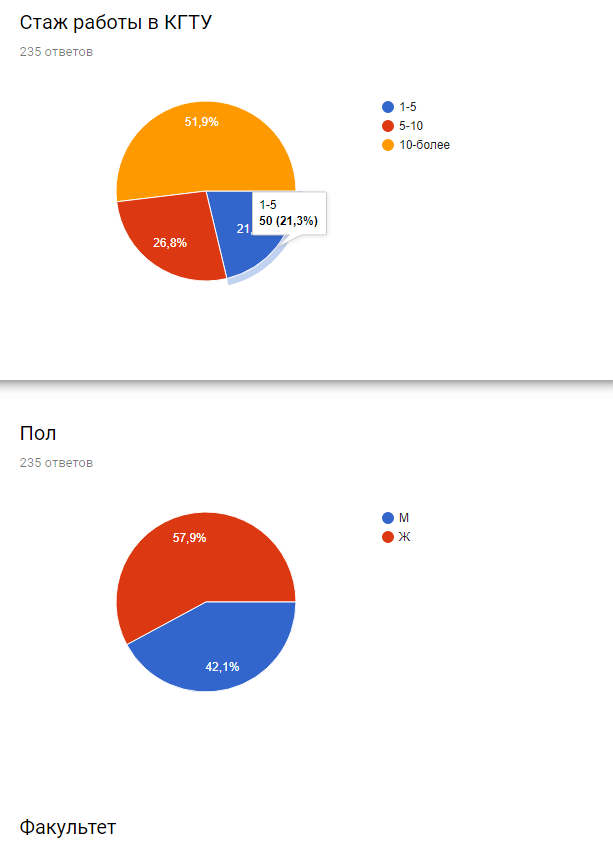 Стаж работы в КГТУ
235 ответов
51,9%
26,8%
21,
1-5
50 (21,3%)
1-5
5-10
10-более
Пол
235 ответов
57,9%
42,1%
М
Ж
Факультет